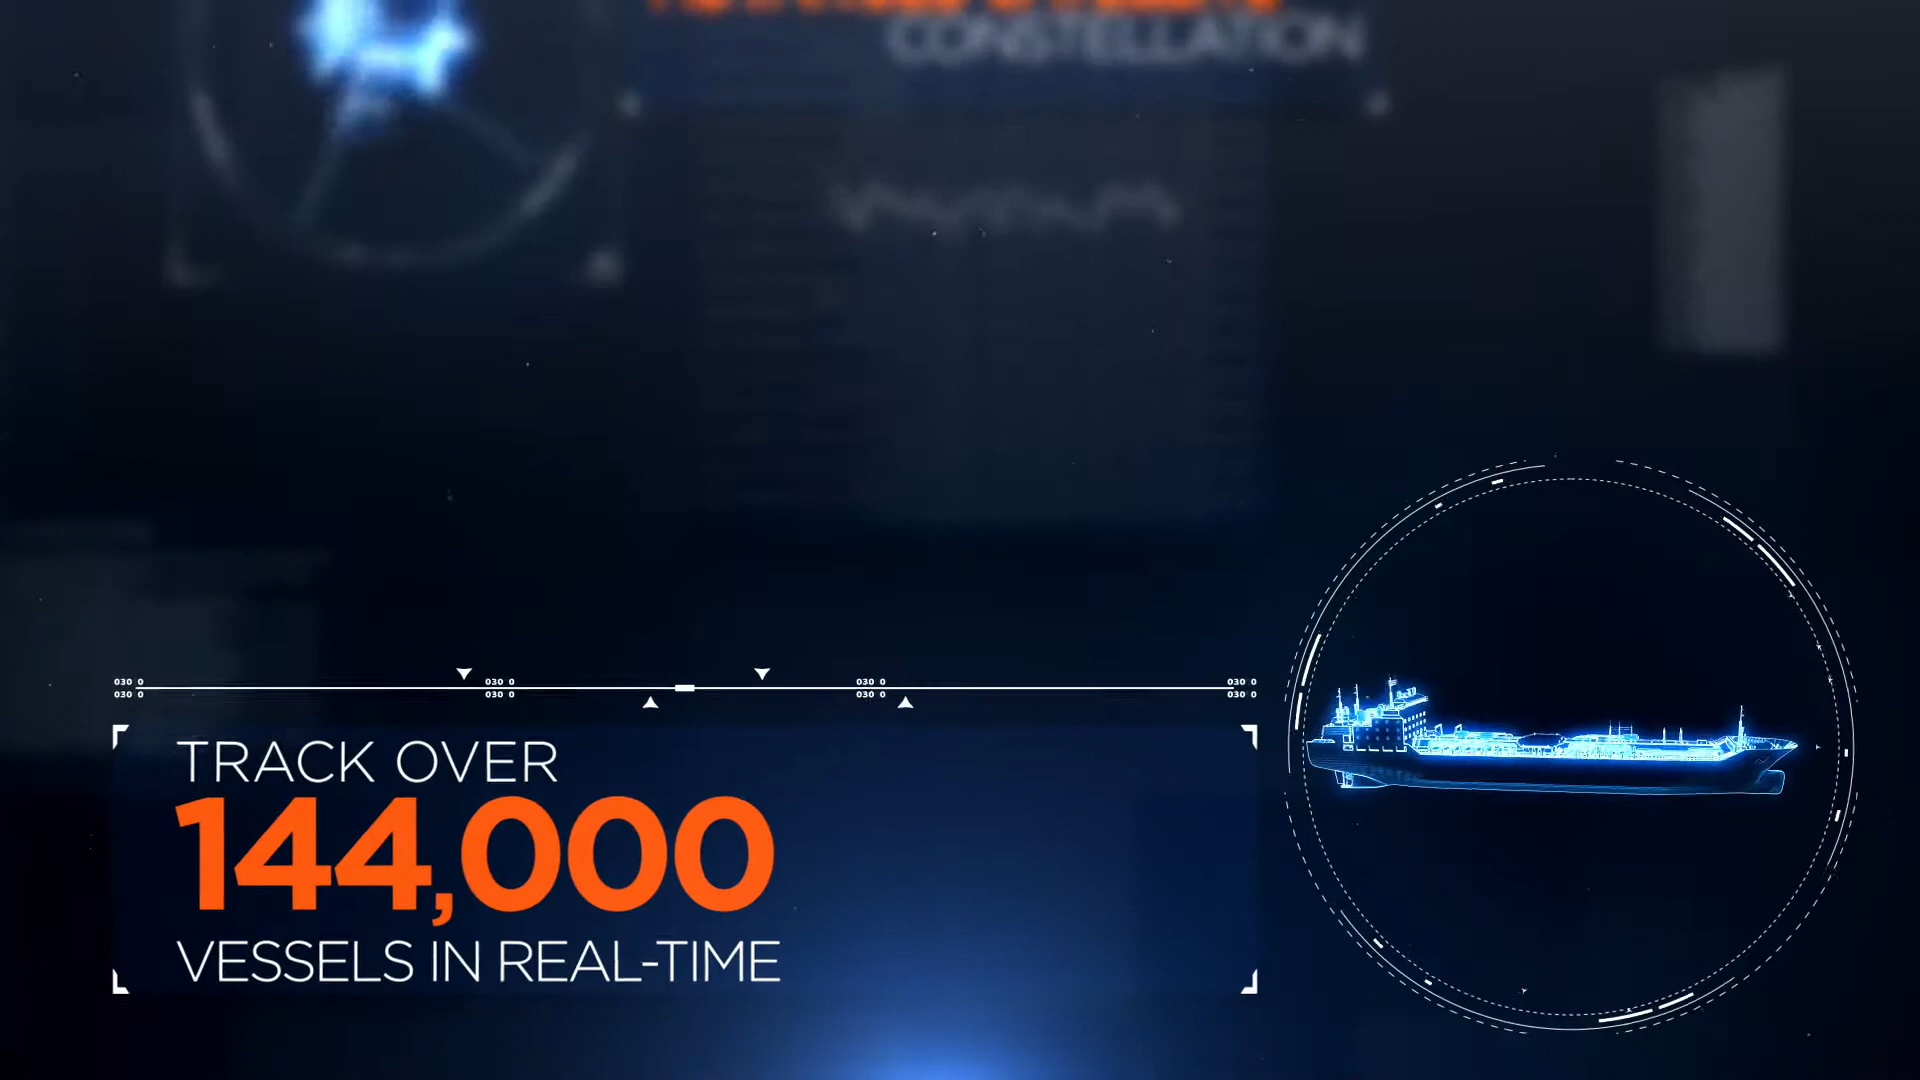 CONSTELLATION
030 0 030 0 030 0 030 0
030 0 030 0 030 0 030 0
TRACK OVER
144,000
VESSELS IN REAL-TIME